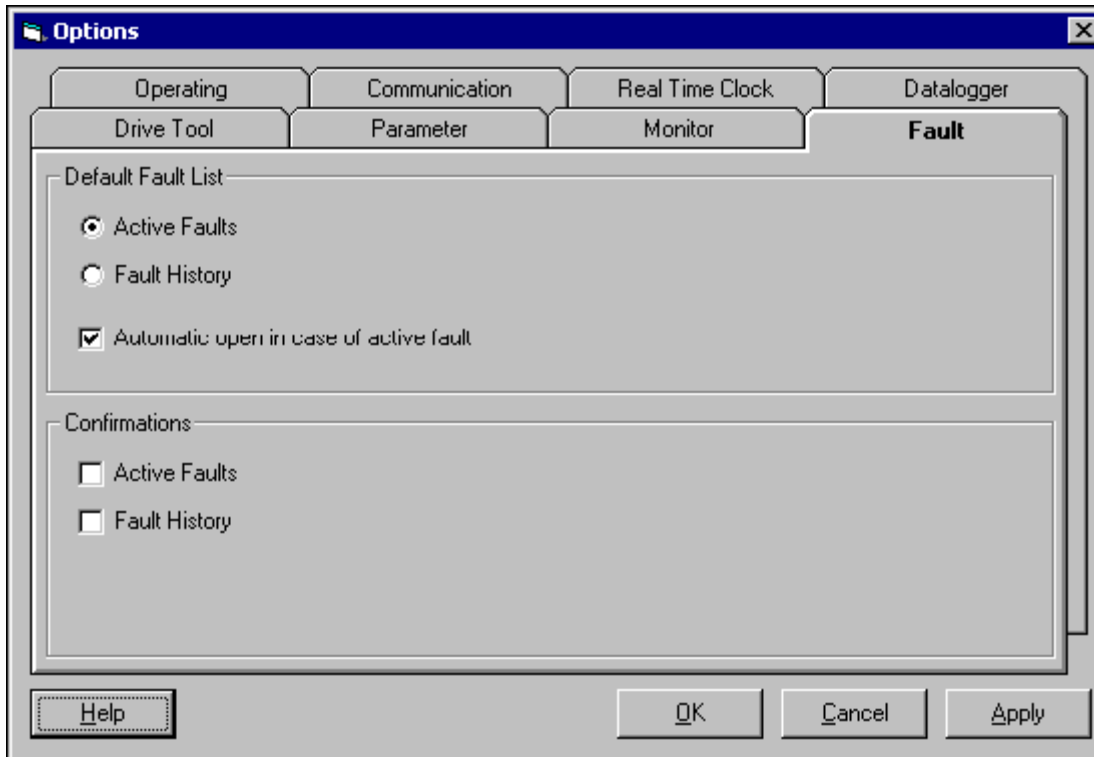 Options
Operating Communication Real Time Clock Datalogger
Drive Tool Parameter Monitor Fault
Default Fault List
Active Faults
Fault History
Automatic open in case of active fault
Confirmations
Active Faults
Fault History
Help OK Cancel Apply